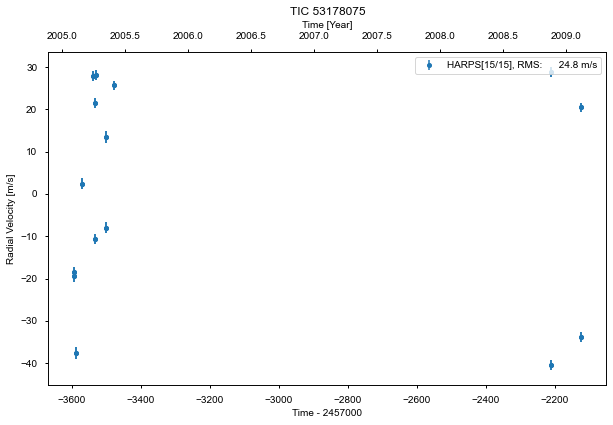 TIC 53178075
Time [Year]
2005.0 2005.5 2006.0 2006.5 2007.0 2007.5 2008.0 2008.5 2009.0
HARPS[15/15], RMS: 24.8 m/s
30
20
10
0
−10
−20
−30
−40
Radial Velocity [m/s]
−3600 −3400 −3200 −3000 −2800 −2600 −2400 −2200
Time - 2457000